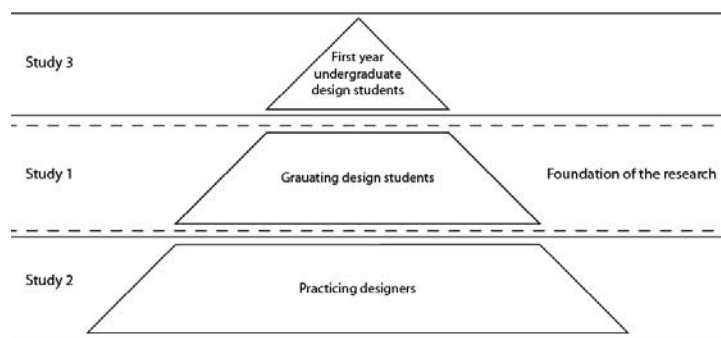 Study 3
First year
undergraduate
design students
Study 1
Grauating design students
Foundation of the research
Study 2
Practicing designers